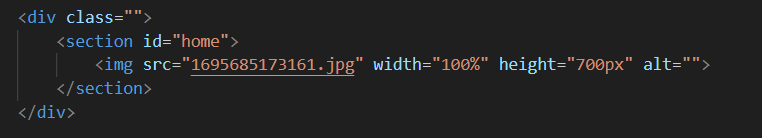 <div class="">
<section id="home">
<img src="1695685173161.jpg" width="100%" height="700px" alt="">
</section>
</div>